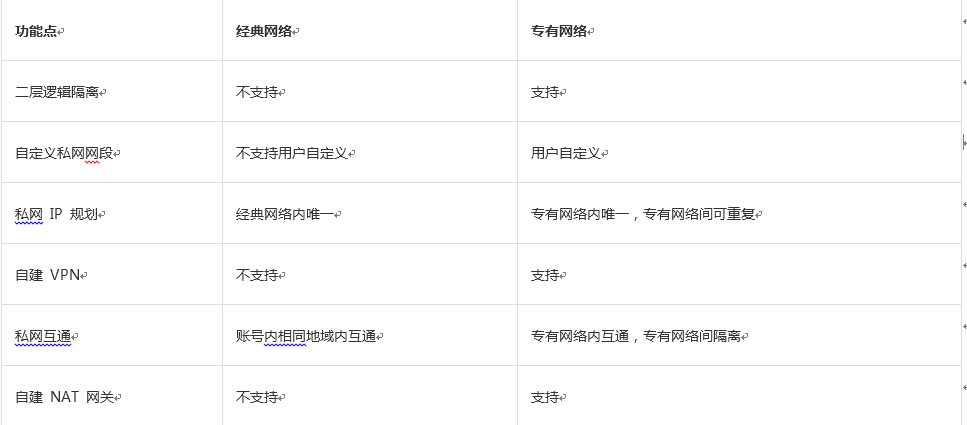 功能点 经典网络 专有网络
二层逻辑隔离 不支持 支持
自定义私网网段 不支持用户自定义 用户自定义
私网 IP 规划 经典网络内唯一 专有网络内唯一，专有网络间可重复
自建 VPN 不支持 支持
私网互通 账号内相同地域内互通 专有网络内互通，专有网络间隔离
自建 NAT 网关 不支持 支持